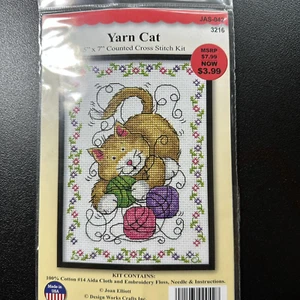 JAS-047
3216
Yarn Cat
x 7" Counted Cross Stitch Kit
MSRP
$7.99
NOW
$3.99
KIT CONTAINS:
100% Cotton #14 Aida Cloth and Embroidery Floss, Needle & Instructions.
© Joan Elliott
© Design Works Crafts Inc
Made in